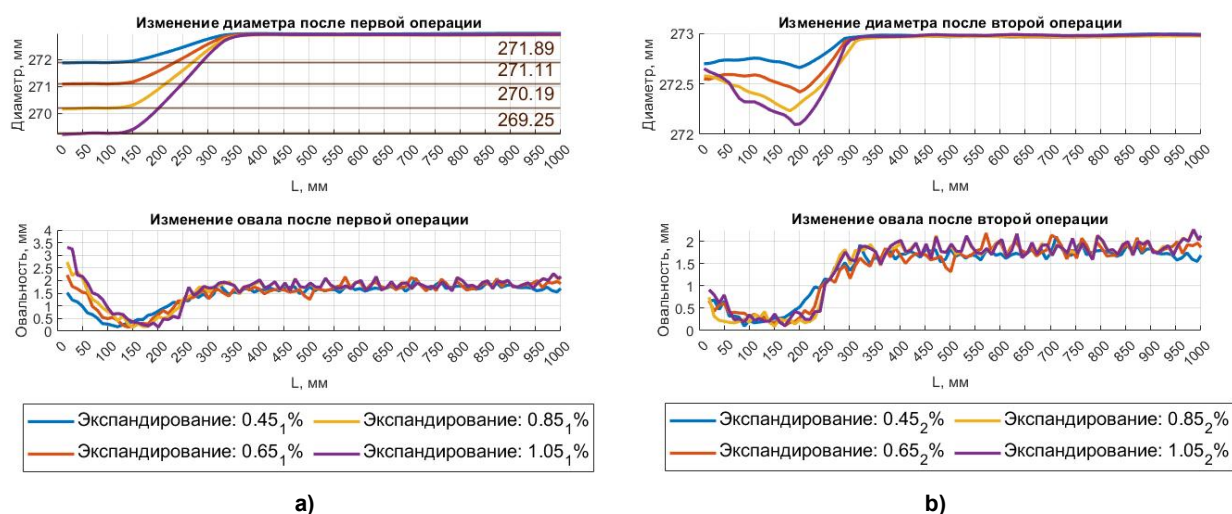 Изменение диаметра после первой операции
Диаметр, мм
272
271
270
271.89
271.11
270.19
269.25
0 50 100 150 200 250 300 350 400 450 500 550 600 650 700 750 800 850 900 950 1000
L, мм
Изменение овала после первой операции
Овальность, мм
4
3.5
3
2.5
2
1.5
1
0.5
0
0 50 100 150 200 250 300 350 400 450 500 550 600 650 700 750 800 850 900 950 1000
L, мм
Экспандирование: 0.45₁% Экспандирование: 0.85₁%
Экспандирование: 0.65₁% Экспандирование: 1.05₁%
a)
Изменение диаметра после второй операции
Диаметр, мм
273
272.5
272
0 50 100 150 200 250 300 350 400 450 500 550 600 650 700 750 800 850 900 950 1000
L, мм
Изменение овала после второй операции
Овальность, мм
2
1.5
1
0.5
0
0 50 100 150 200 250 300 350 400 450 500 550 600 650 700 750 800 850 900 950 1000
L, мм
Экспандирование: 0.45₂% Экспандирование: 0.85₂%
Экспандирование: 0.65₂% Экспандирование: 1.05₂%
b)